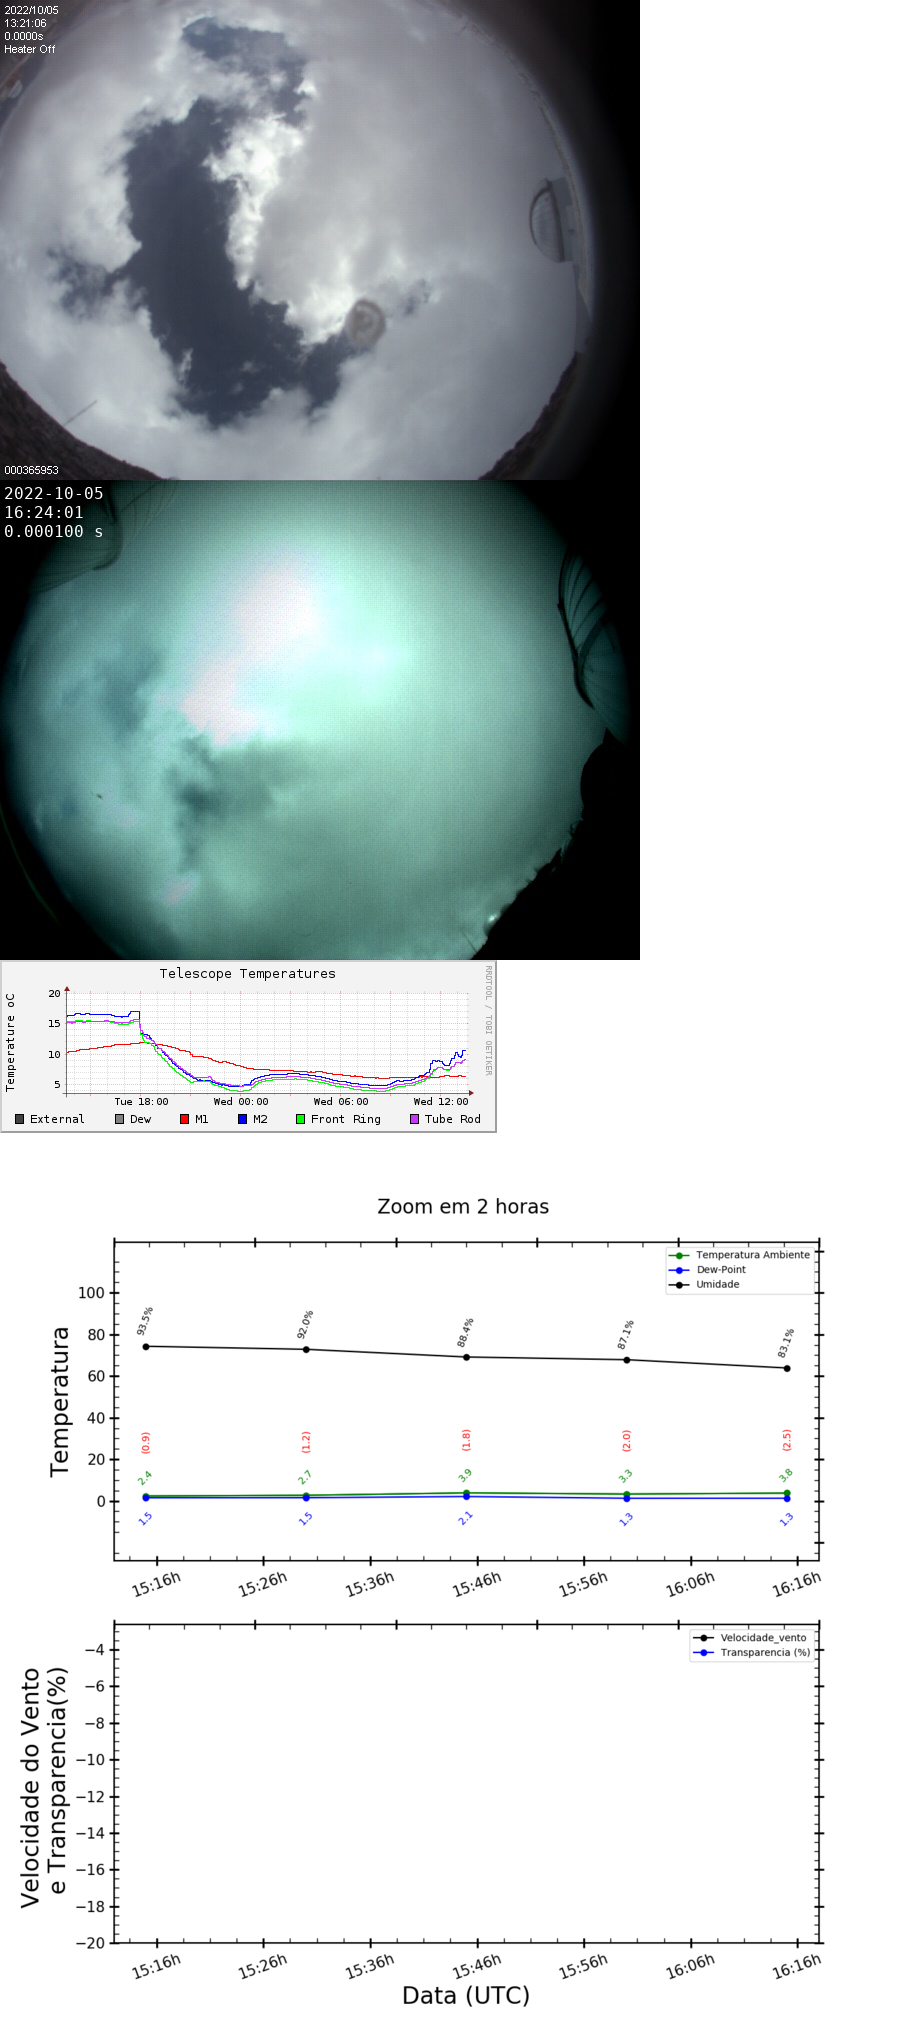 2022/10/05
13:21:06
0.0000s
Heater Off
000365953
2022-10-05
16:24:01
0.000100 s
Telescope Temperatures
RRDTOOL / TOBI OETIKER
Temperature oC
20
15
10
5
Tue 18:00 Wed 00:00 Wed 06:00 Wed 12:00
External Dew M1 M2 Front Ring Tube Rod
Zoom em 2 horas
Temperatura
100
80
60
40
20
0
Temperatura Ambiente
Dew-Point
Umidade
93.5% 92.0% 88.4% 87.1% 83.1%
(0.9) (1.2) (1.8) (2.0) (2.5)
2.4 2.7 3.9 3.3 3.8
1.5 1.5 2.1 1.3 1.3
15:16h 15:26h 15:36h 15:46h 15:56h 16:06h 16:16h
Velocidade do Vento
e Transparencia(%)
−4
−6
−8
−10
−12
−14
−16
−18
−20
Velocidade_vento
Transparencia (%)
15:16h 15:26h 15:36h 15:46h 15:56h 16:06h 16:16h
Data (UTC)